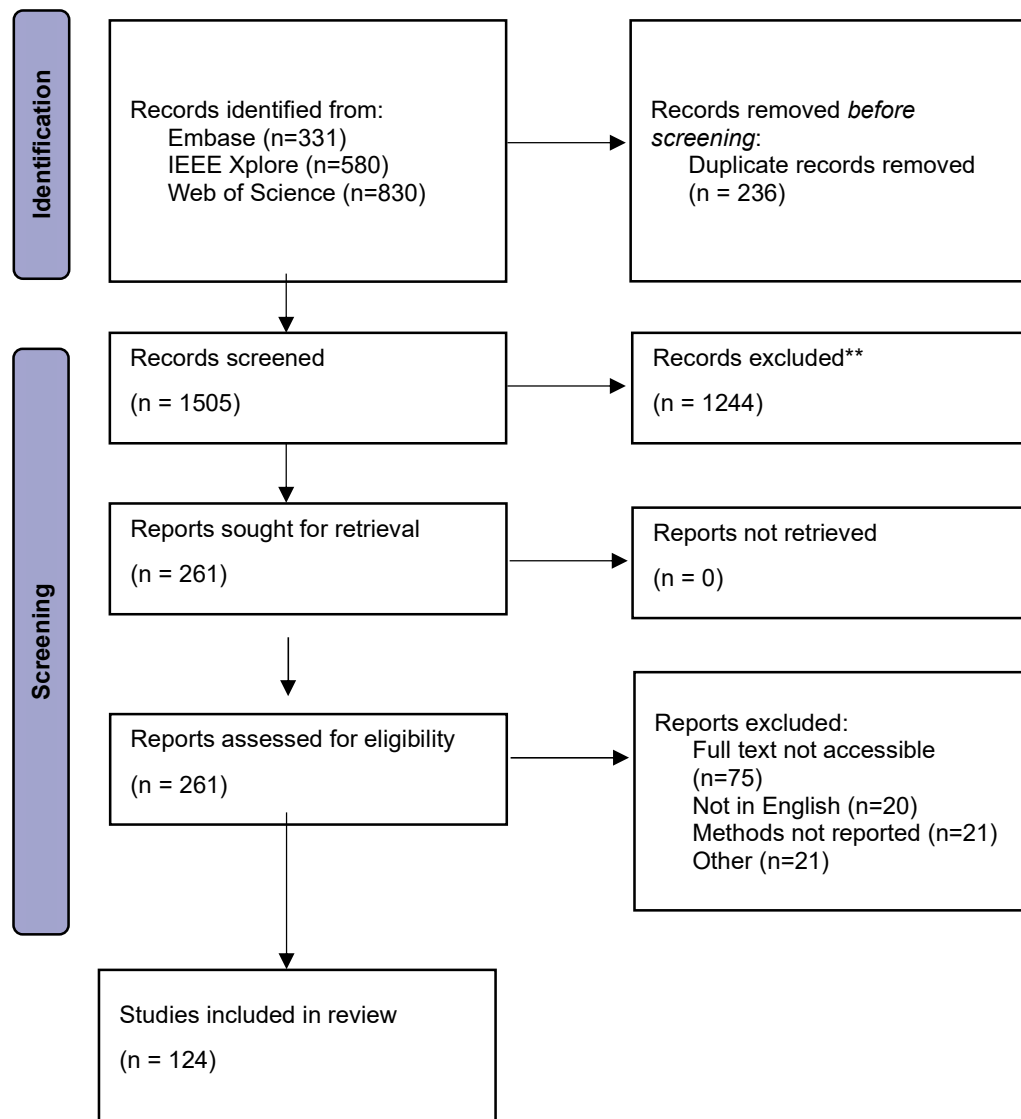 Identification
Records identified from:
Embase (n=331)
IEEE Xplore (n=580)
Web of Science (n=830)
Records removed before
screening:
Duplicate records removed
(n = 236)
Screening
Records screened
(n = 1505)
Records excluded**
(n = 1244)
Reports sought for retrieval
(n = 261)
Reports not retrieved
(n = 0)
Reports assessed for eligibility
(n = 261)
Reports excluded:
Full text not accessible
(n=75)
Not in English (n=20)
Methods not reported (n=21)
Other (n=21)
Studies included in review
(n = 124)